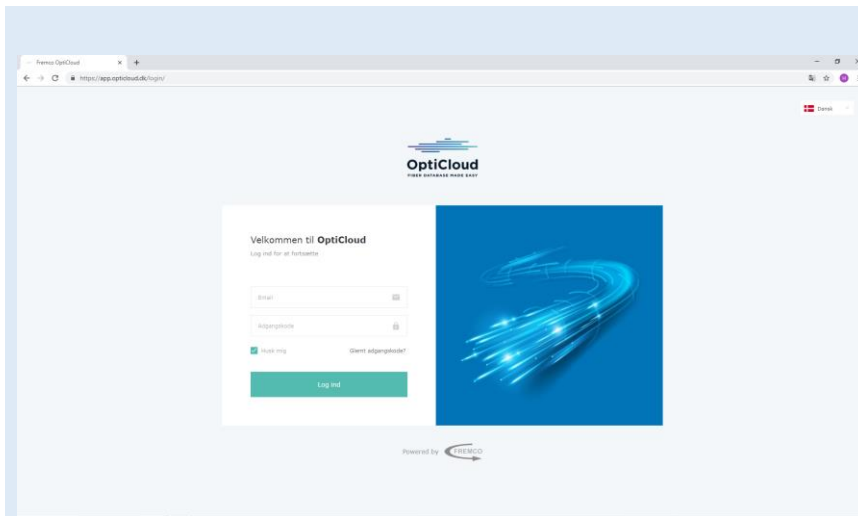 Fremco OptiCloud
https://app.opticloud.dk/login/
Dansk
OptiCloud
FIBER DATABASE MADE EASY
Velkommen til OptiCloud
Log ind for at fortsætte
Email
Adgangskode
Husk mig
Glemt adgangskode?
Log ind
Powered by FREMCO